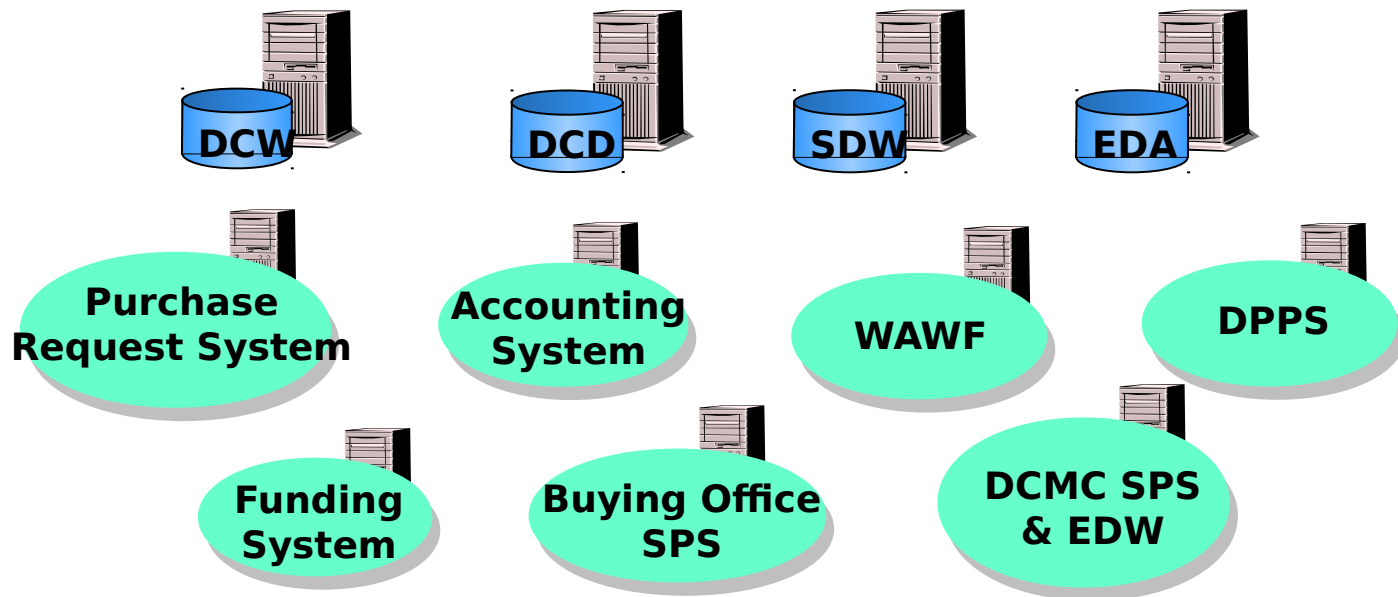 DCW
DCD
SDW
EDA
Purchase
Request System
Accounting
System
WAWF
DPPS
Funding
System
Buying Office
SPS
DCMC SPS
& EDW